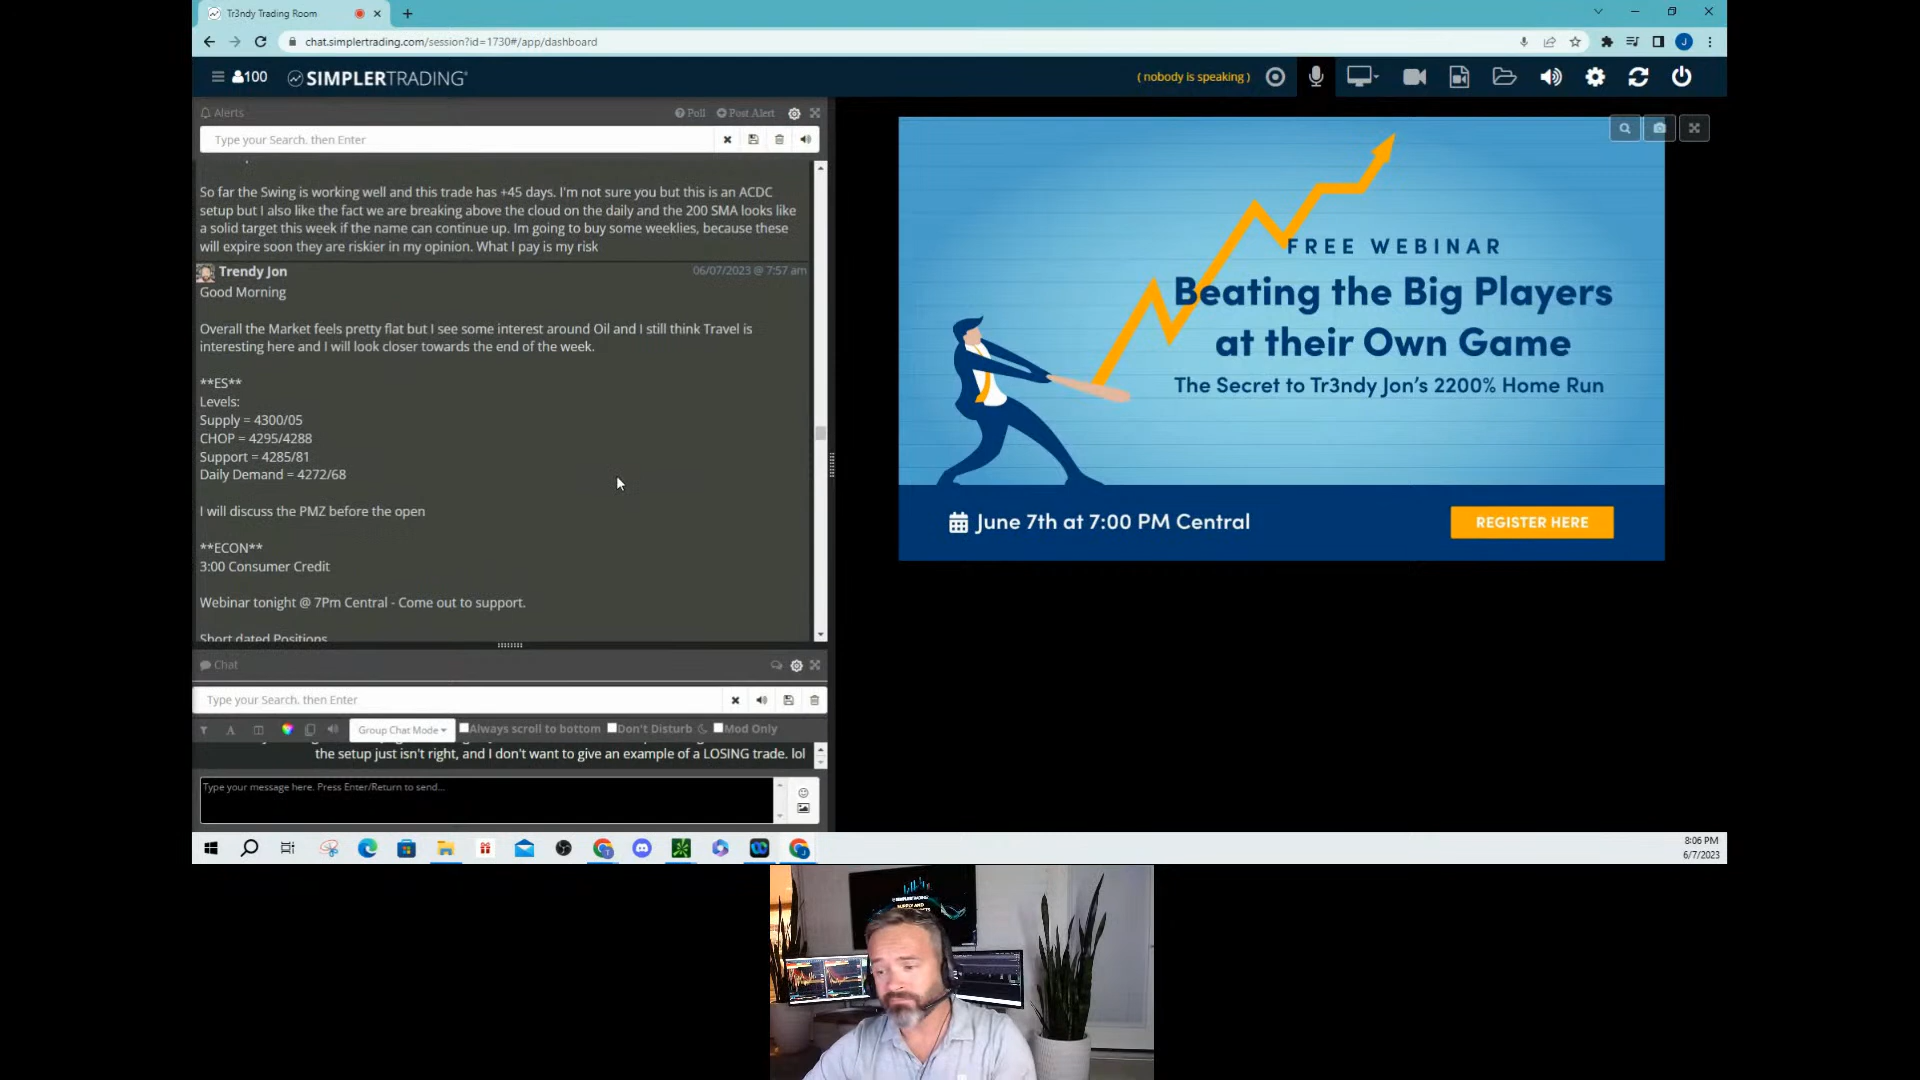 Tr3ndy Trading Room
chat.simplertrading.com/session?id=1730#/app/dashboard
100
SIMPLERTRADING
( nobody is speaking )
Alerts
Poll
Post Alert
Type your Search, then Enter
So far the Swing is working well and this trade has +45 days. I'm not sure you but this is an ACDC
setup but I also like the fact we are breaking above the cloud on the daily and the 200 SMA looks like
a solid target this week if the name can continue up. Im going to buy some weeklies, because these
will expire soon they are riskier in my opinion. What I pay is my risk
Trendy Jon
06/07/2023 @ 7:57 am
Good Morning
Overall the Market feels pretty flat but I see some interest around Oil and I still think Travel is
interesting here and I will look closer towards the end of the week.
**ES**
Levels:
Supply = 4300/05
CHOP = 4295/4288
Support = 4285/81
Daily Demand = 4272/68
I will discuss the PMZ before the open
**ECON**
3:00 Consumer Credit
Webinar tonight @ 7Pm Central - Come out to support.
Short dated Positions
Chat
Type your Search, then Enter
Group Chat Mode
Always scroll to bottom
Don't Disturb
Mod Only
the setup just isn't right, and I don't want to give an example of a LOSING trade. lol
Type your message here. Press Enter/Return to send...
FREE WEBINAR
Beating the Big Players
at their Own Game
The Secret to Tr3ndy Jon's 2200% Home Run
June 7th at 7:00 PM Central
REGISTER HERE
8:06 PM
6/7/2023